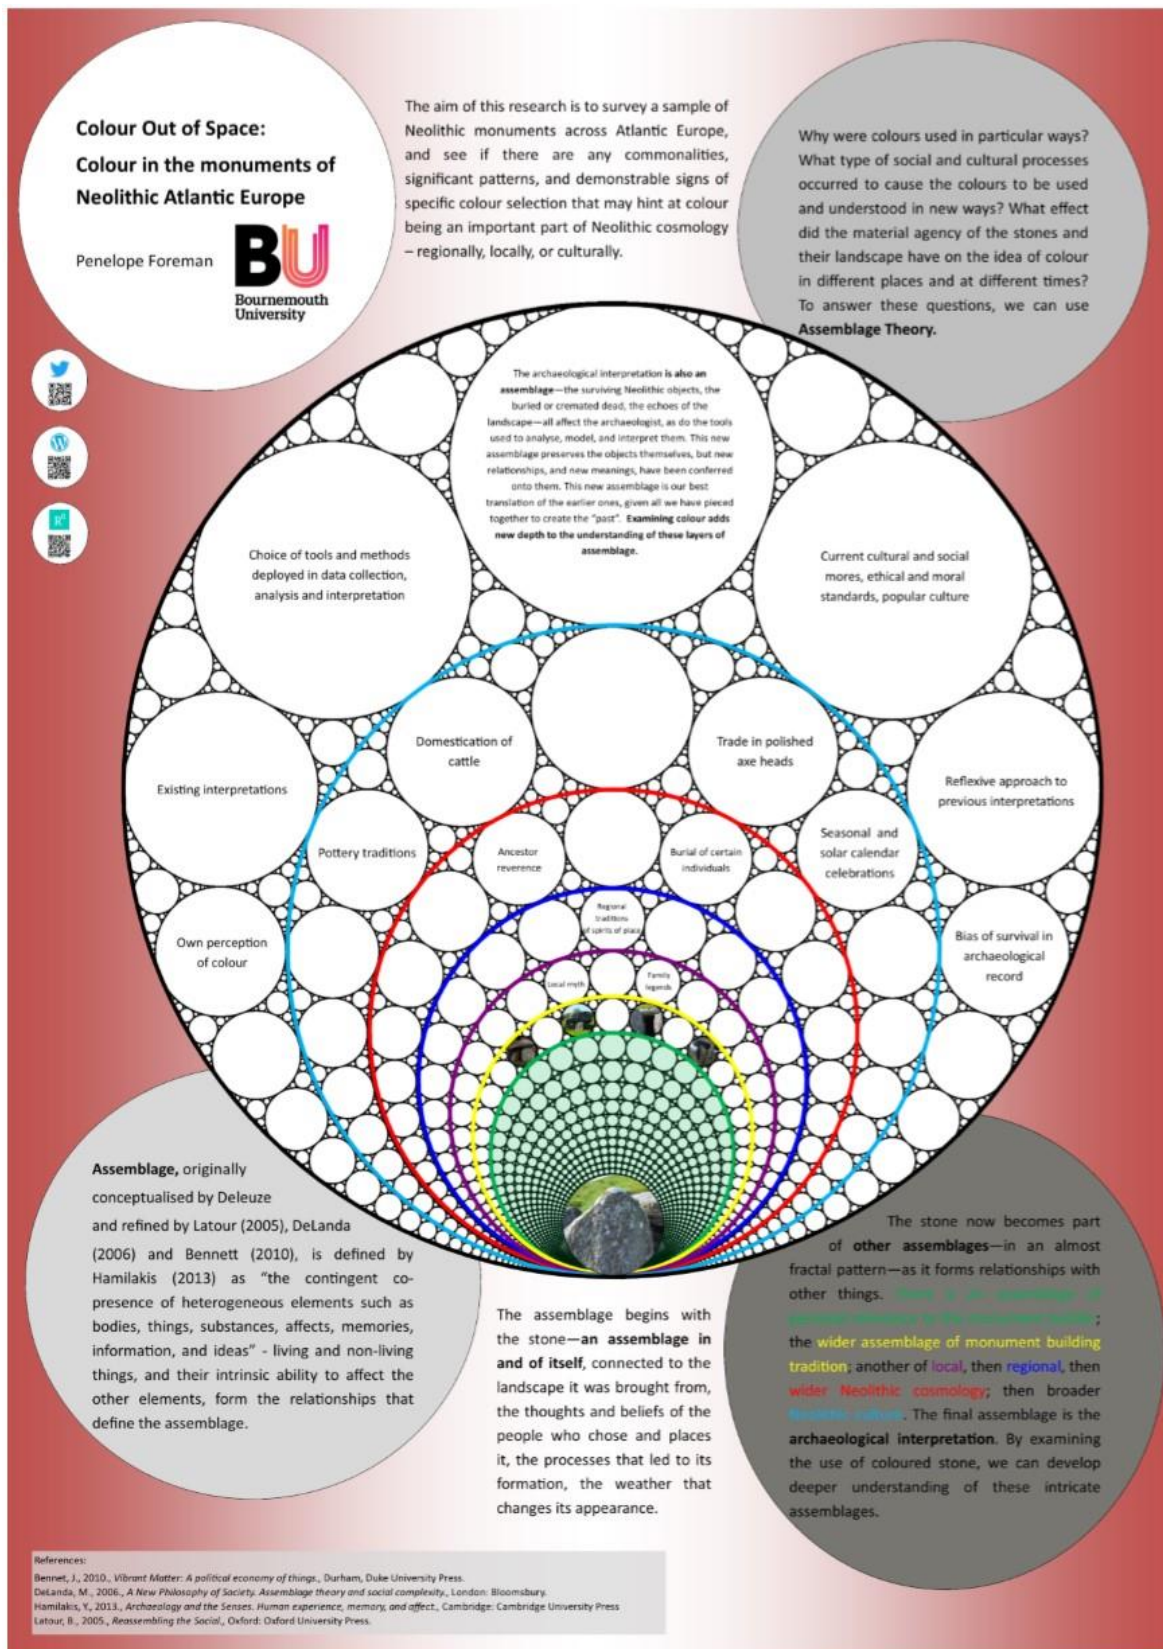 Colour Out of Space:
Colour in the monuments of
Neolithic Atlantic Europe
Penelope Foreman
BU
Bournemouth
University
The aim of this research is to survey a sample of
Neolithic monuments across Atlantic Europe,
and see if there are any commonalities,
significant patterns, and demonstrable signs of
specific colour selection that may hint at colour
being an important part of Neolithic cosmology
– regionally, locally, or culturally.
Why were colours used in particular ways?
What type of social and cultural processes
occurred to cause the colours to be used
and understood in new ways? What effect
did the material agency of the stones and
their landscape have on the idea of colour
in different places and at different times?
To answer these questions, we can use
Assemblage Theory.
The archaeological interpretation is also an
assemblage—the surviving Neolithic objects, the
buried or cremated dead, the echoes of the
landscape—all affect the archaeologist, as do the tools
used to analyse, model, and interpret them. This new
assemblage preserves the objects themselves, but new
relationships, and new meanings, have been conferred
onto them. This new assemblage is our best
translation of the earlier ones, given all we have pieced
together to create the "past". Examining colour adds
new depth to the understanding of these layers of
assemblage.
Choice of tools and methods
deployed in data collection,
analysis and interpretation
Current cultural and social
mores, ethical and moral
standards, popular culture
Domestication of
cattle
Trade in polished
axe heads
Existing interpretations
Reflexive approach to
previous interpretations
Pottery traditions
Ancestor
reverence
Burial of certain
individuals
Seasonal and
solar calendar
celebrations
Regional
traditions
of spirits of place
Own perception
of colour
Bias of survival in
archaeological
record
Local myth
Family
legends
Assemblage, originally
conceptualised by Deleuze
and refined by Latour (2005), DeLanda
(2006) and Bennett (2010), is defined by
Hamilakis (2013) as "the contingent co-
presence of heterogeneous elements such as
bodies, things, substances, affects, memories,
information, and ideas" - living and non-living
things, and their intrinsic ability to affect the
other elements, form the relationships that
define the assemblage.
The assemblage begins with
the stone—an assemblage in
and of itself, connected to the
landscape it was brought from,
the thoughts and beliefs of the
people who chose and places
it, the processes that led to its
formation, the weather that
changes its appearance.
The stone now becomes part
of other assemblages—in an almost
fractal pattern—as it forms relationships with
other things.
;
the wider assemblage of monument building
tradition; another of local, then regional, then
wider Neolithic cosmology; then broader
Neolithic culture. The final assemblage is the
archaeological interpretation. By examining
the use of coloured stone, we can develop
deeper understanding of these intricate
assemblages.
References:
Bennet, J., 2010., Vibrant Matter: A political economy of things., Durham, Duke University Press.
DeLanda, M., 2006., A New Philosophy of Society. Assemblage theory and social complexity., London: Bloomsbury.
Hamilakis, Y., 2013., Archaeology and the Senses. Human experience, memory, and affect., Cambridge: Cambridge University Press
Latour, B., 2005., Reassembling the Social., Oxford: Oxford University Press.